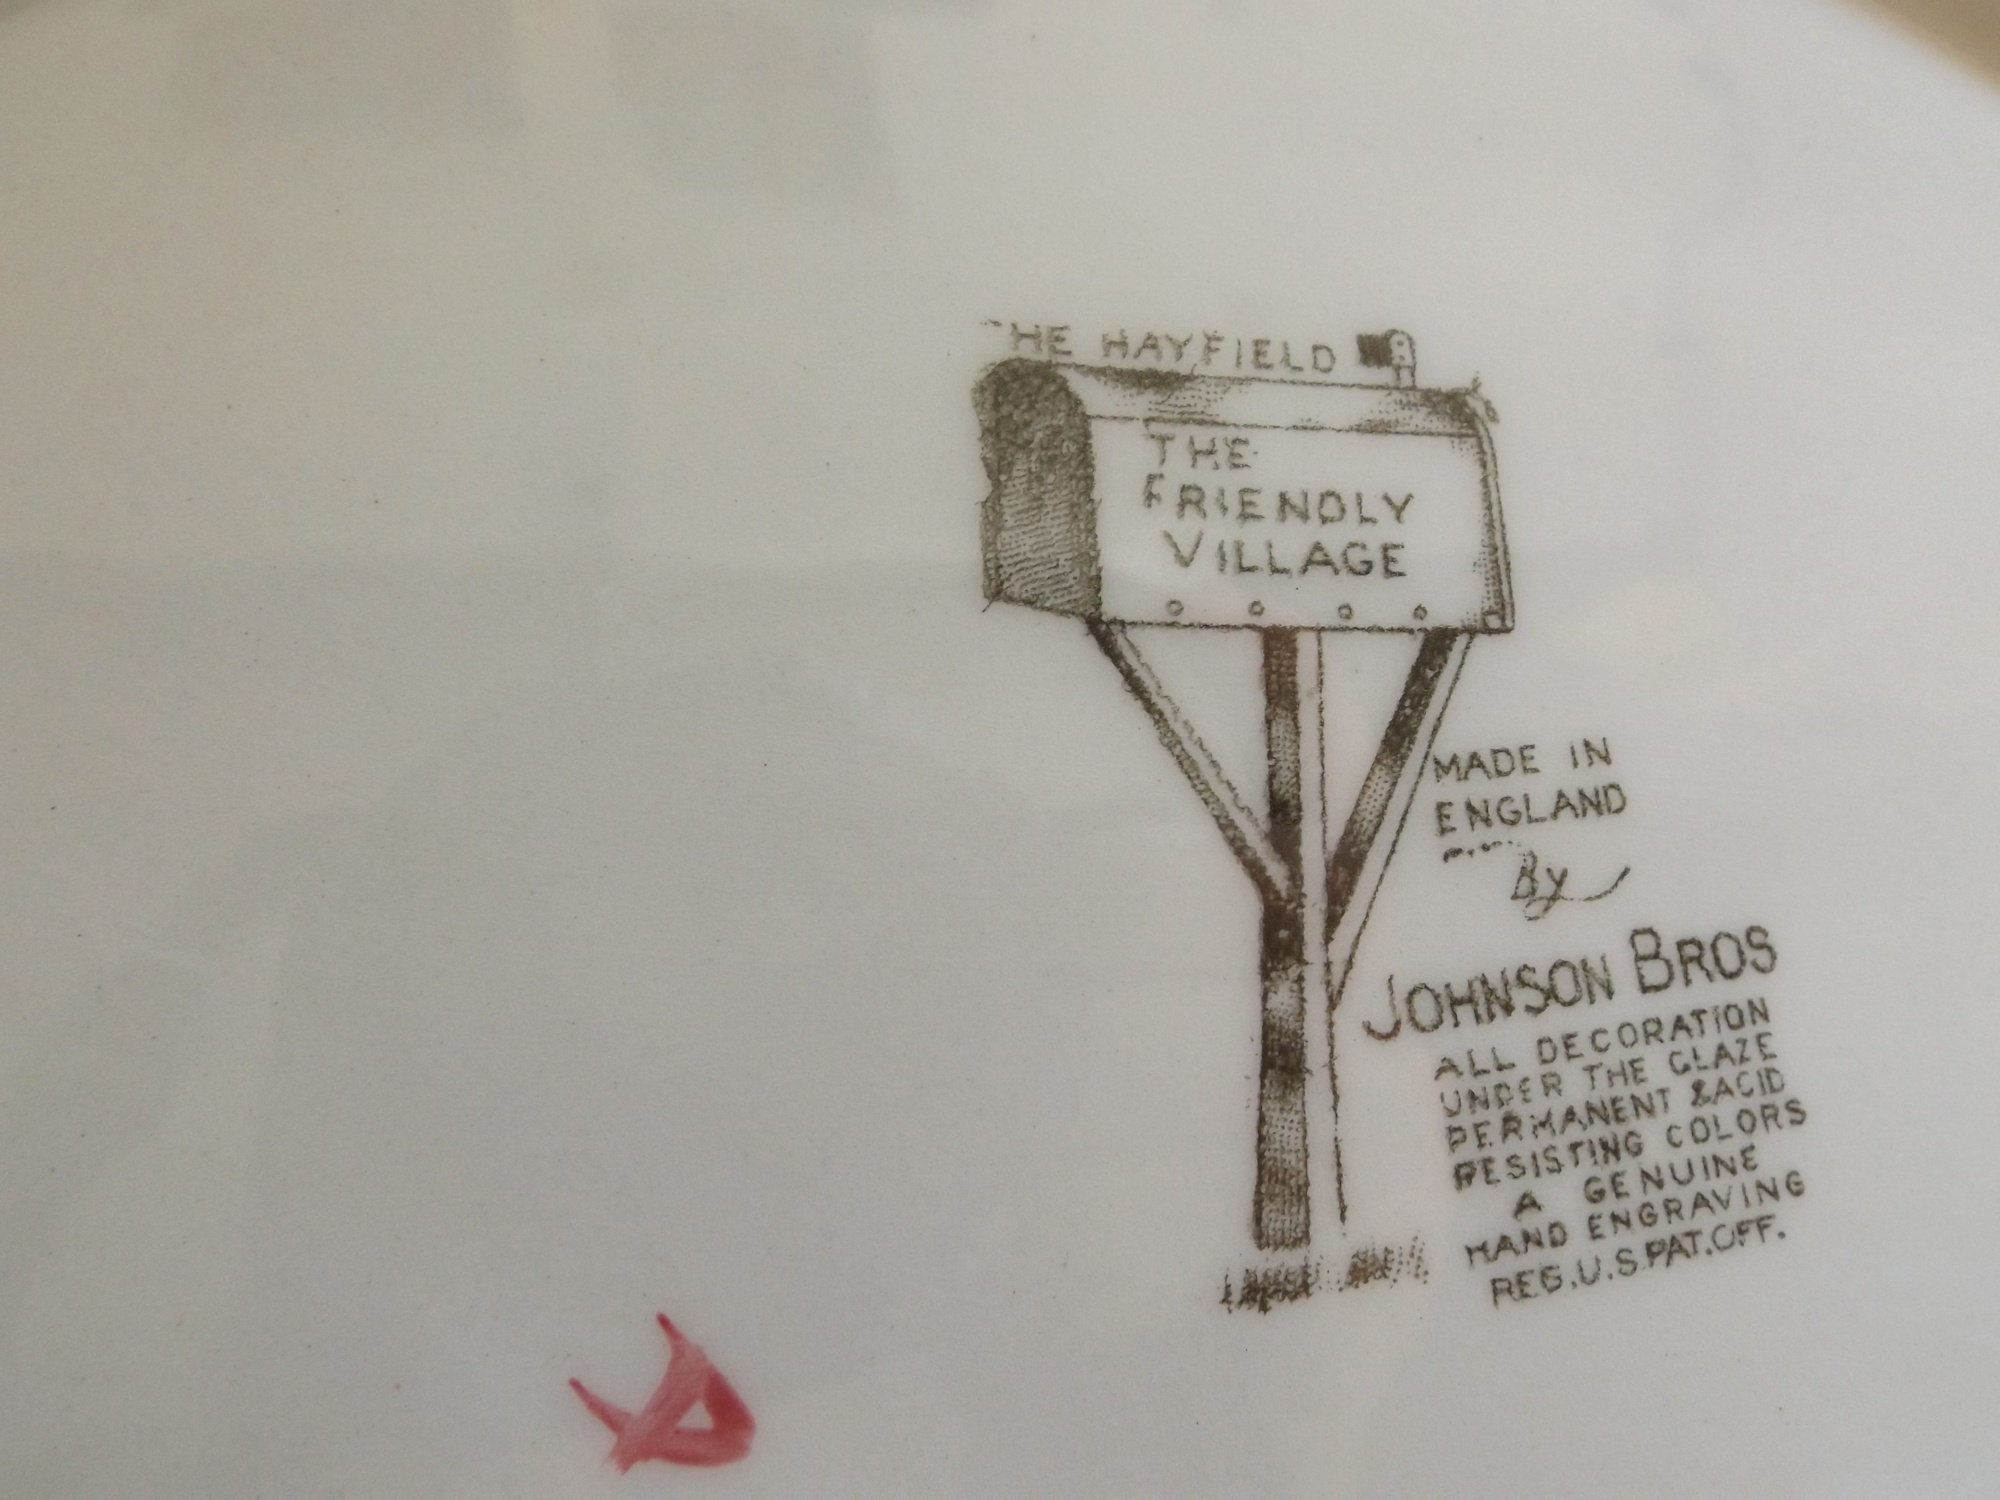 HE HAYFIELD
THE
FRIENDLY
VILLAGE
MADE IN
ENGLAND
By
JOHNSON BROS
ALL DECORATION
UNDER THE GLAZE
PERMANENT & ACID
RESISTING COLORS
A GENUINE
HAND ENGRAVING
REG. U.S. PAT. OFF.